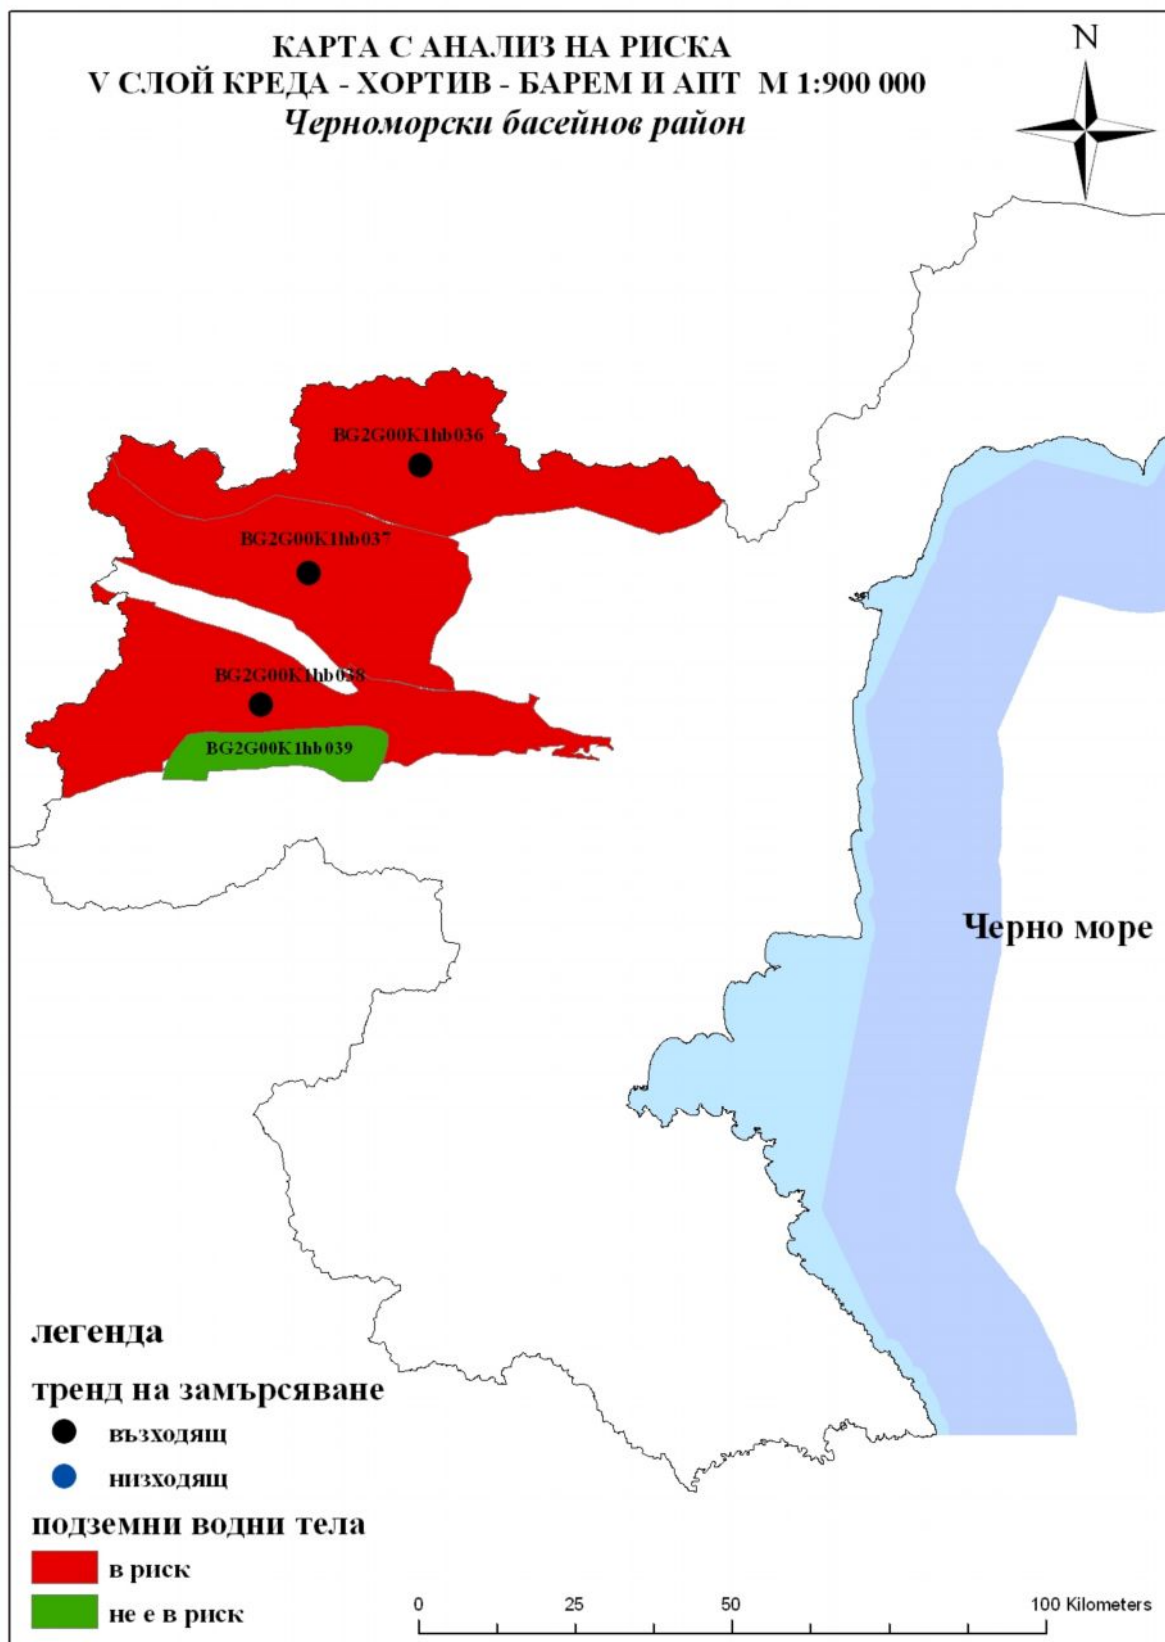 КАРТА С АНАЛИЗ НА РИСКА
V СЛОЙ КРЕДА - ХОРТИВ - БАРЕМ И АПТ М 1:900 000
Черноморски басейнов район
N
BG2G00K1hb036
BG2G00K1hb037
BG2G00K1hb038
BG2G00K1hb039
Черно море
легенда
тренд на замърсяване
възходящ
низходящ
подземни водни тела
в риск
не е в риск
0 25 50 100 Kilometers